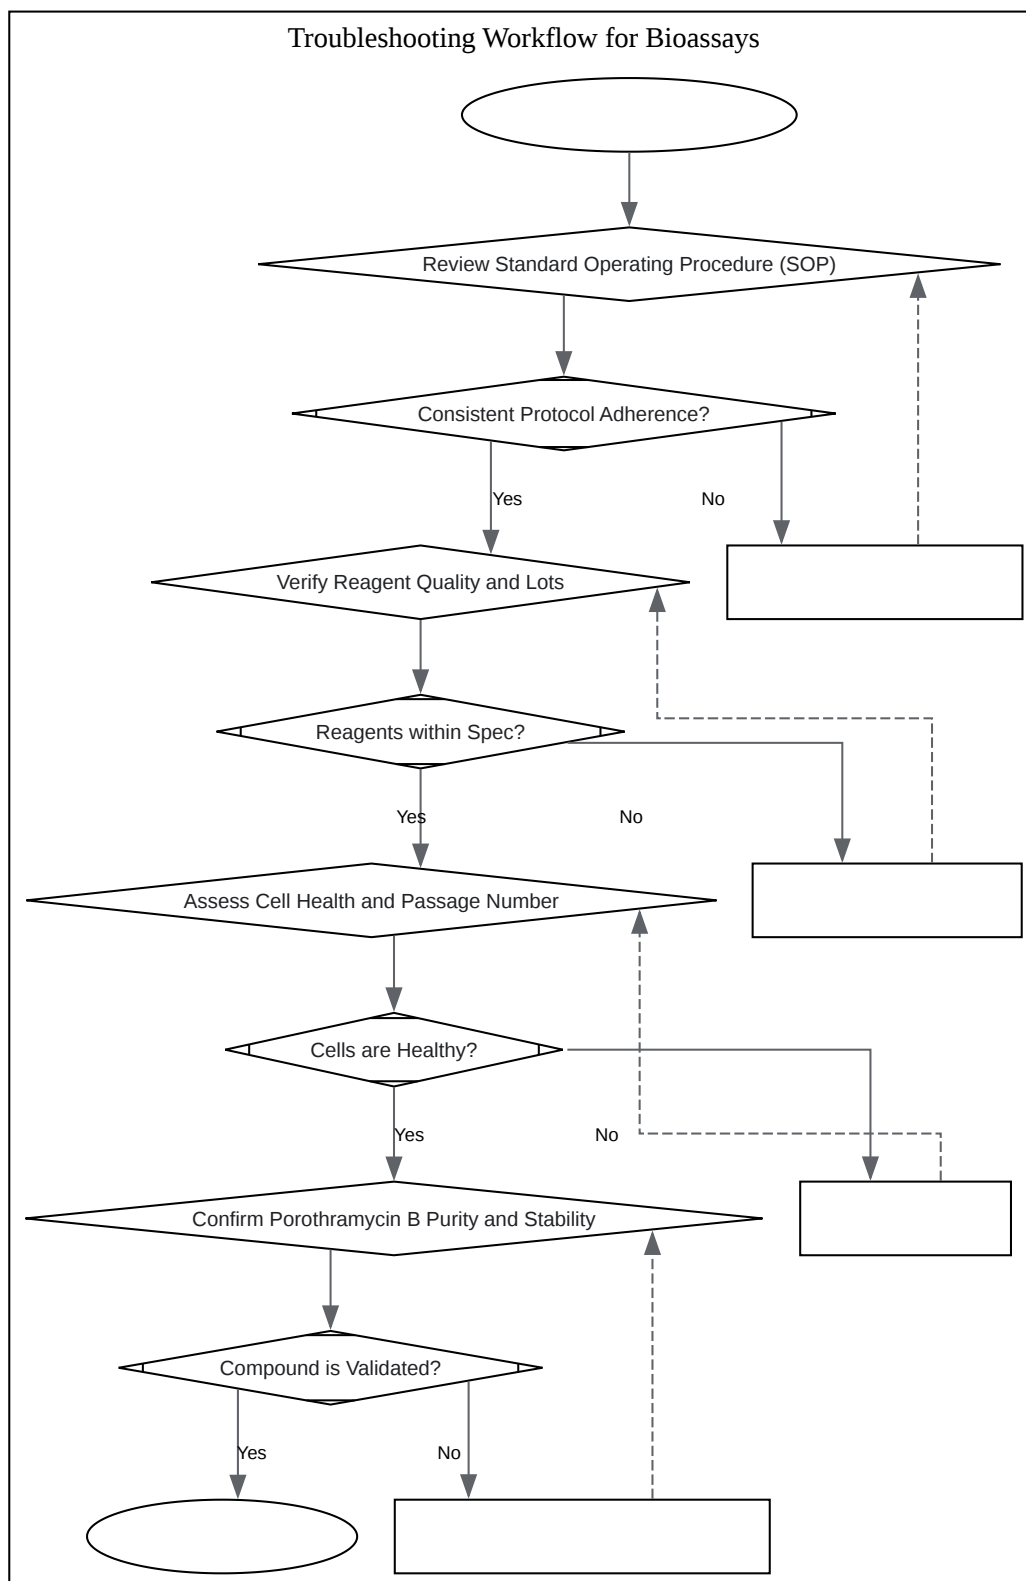 Troubleshooting Workflow for Bioassays
Review Standard Operating Procedure (SOP)
Consistent Protocol Adherence?
Yes
No
Verify Reagent Quality and Lots
Reagents within Spec?
Yes
No
Assess Cell Health and Passage Number
Cells are Healthy?
Yes
No
Confirm Porothramycin B Purity and Stability
Compound is Validated?
Yes
No